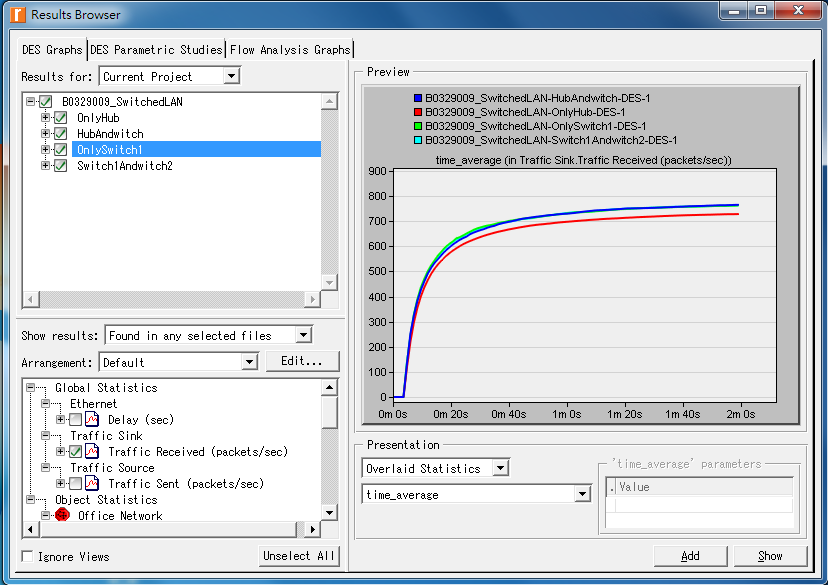 Results Browser
DES Graphs DES Parametric Studies Flow Analysis Graphs
Results for: Current Project
B0329009_SwitchedLAN
OnlyHub
HubAndwitch
OnlySwitch1
Switch1Andwitch2
Show results: Found in any selected files
Arrangement: Default Edit...
Global Statistics
Ethernet
Delay (sec)
Traffic Sink
Traffic Received (packets/sec)
Traffic Source
Traffic Sent (packets/sec)
Object Statistics
Office Network
Ignore Views Unselect All
Preview
B0329009_SwitchedLAN-HubAndwitch-DES-1
B0329009_SwitchedLAN-OnlyHub-DES-1
B0329009_SwitchedLAN-OnlySwitch1-DES-1
B0329009_SwitchedLAN-Switch1Andwitch2-DES-1
time_average (in Traffic Sink.Traffic Received (packets/sec))
900
800
700
600
500
400
300
200
100
0
0m 0s 0m 20s 0m 40s 1m 0s 1m 20s 1m 40s 2m 0s
Presentation
Overlaid Statistics
time_average
'time_average' parameters
. Value
Add Show